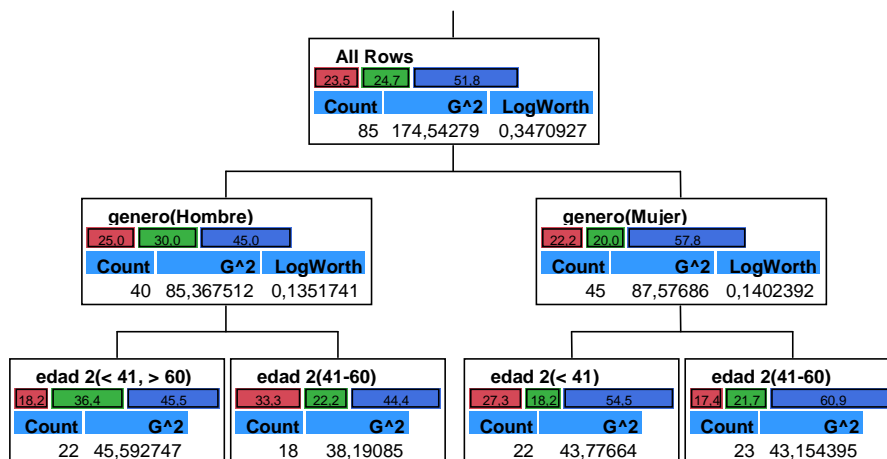 All Rows
23,5 24,7 51,8
Count G^2 LogWorth
85 174,54279 0,3470927
genero(Hombre)
25,0 30,0 45,0
Count G^2 LogWorth
40 85,367512 0,1351741
genero(Mujer)
22,2 20,0 57,8
Count G^2 LogWorth
45 87,57686 0,1402392
edad 2(< 41, > 60)
18,2 36,4 45,5
Count G^2
22 45,592747
edad 2(41-60)
33,3 22,2 44,4
Count G^2
18 38,19085
edad 2(< 41)
27,3 18,2 54,5
Count G^2
22 43,77664
edad 2(41-60)
17,4 21,7 60,9
Count G^2
23 43,154395